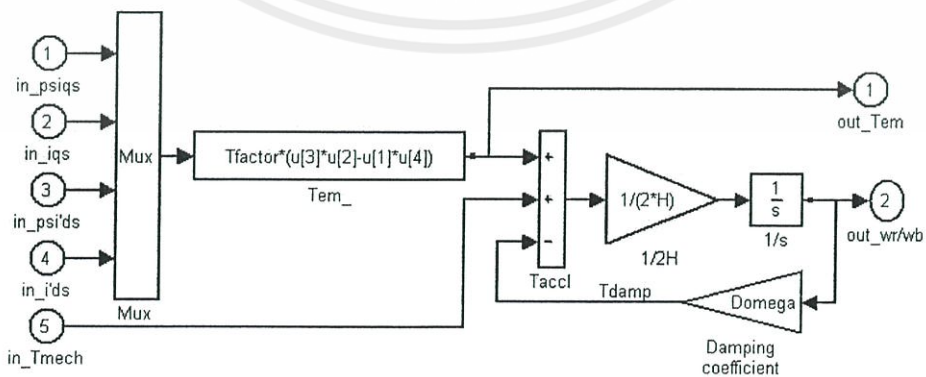 1
in_psiqs
2
in_iqs
3
in_psi'ds
4
in_i'ds
5
in_Tmech
Mux
Mux
Tfactor*(u[3]*u[2]-u[1]*u[4])
Tem_
+
+
-
Taccl
1/(2*H)
1/2H
1
s
1/s
1
out_Tem
2
out_wr/wb
Tdamp
Domega
Damping
coefficient